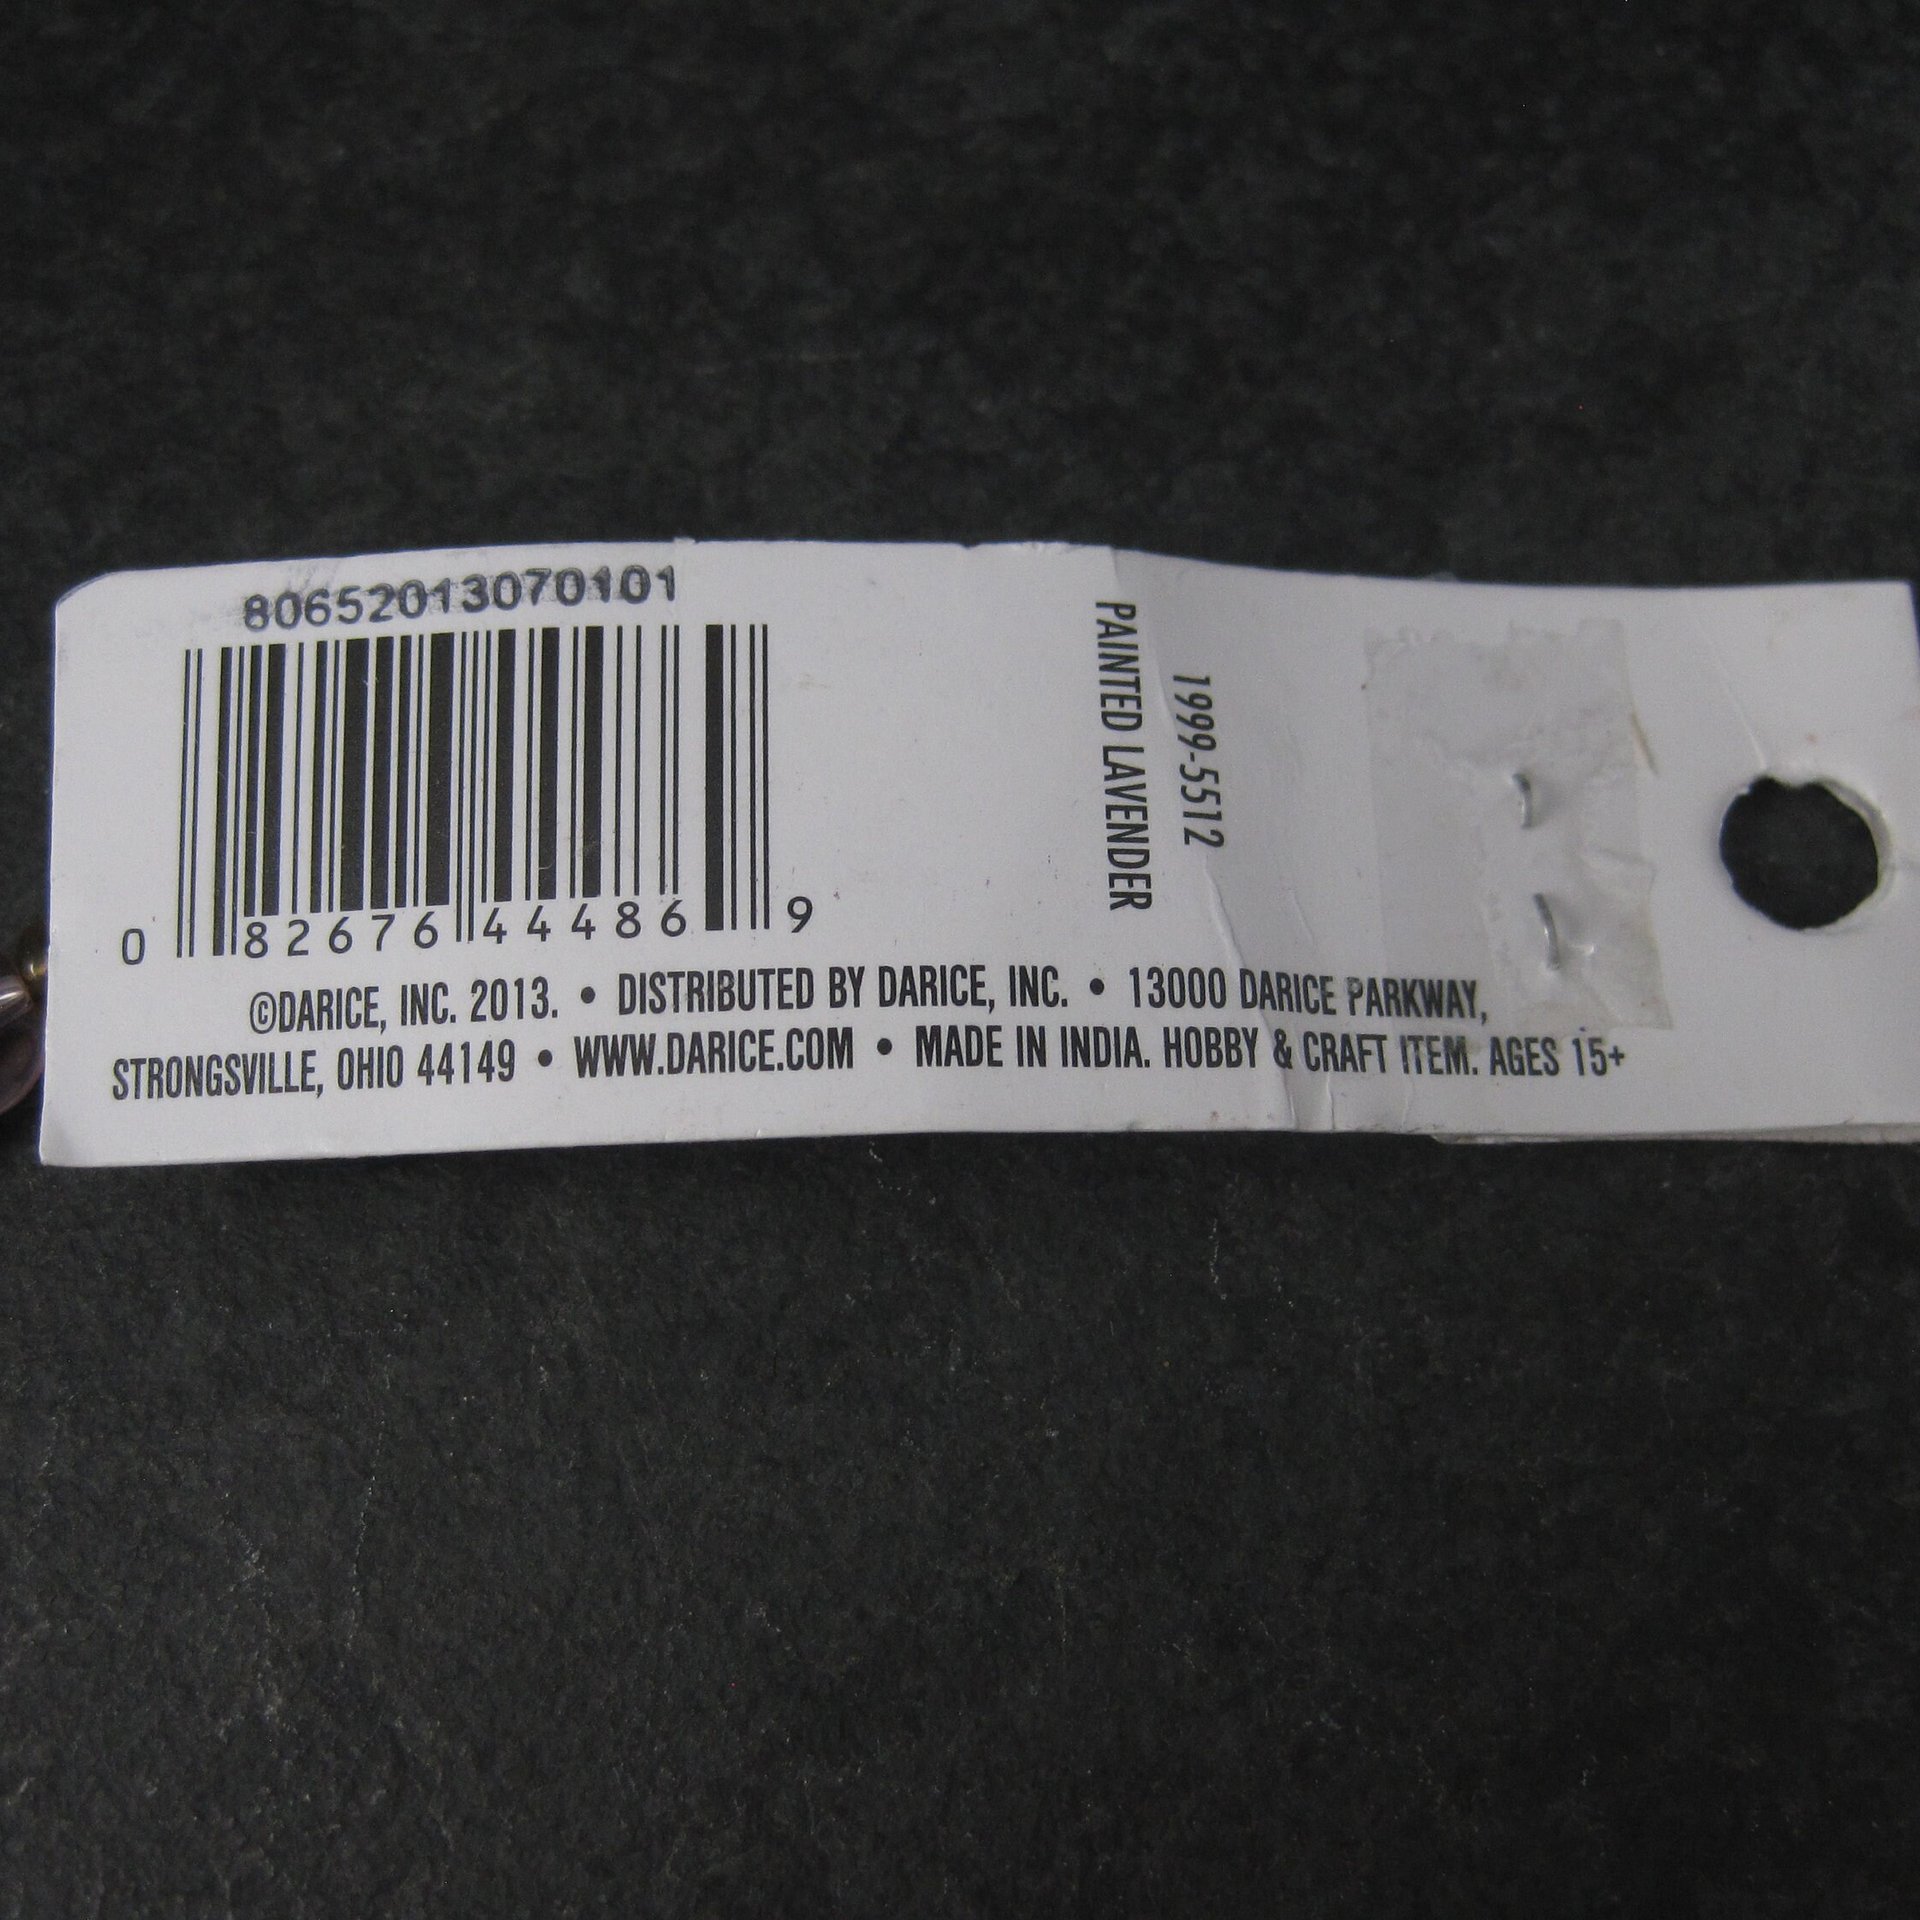 80652013070101
0 82676 44486 9
1999-5512
PAINTED LAVENDER
©DARICE, INC. 2013. • DISTRIBUTED BY DARICE, INC. • 13000 DARICE PARKWAY,
STRONGSVILLE, OHIO 44149 • WWW.DARICE.COM • MADE IN INDIA. HOBBY & CRAFT ITEM. AGES 15+